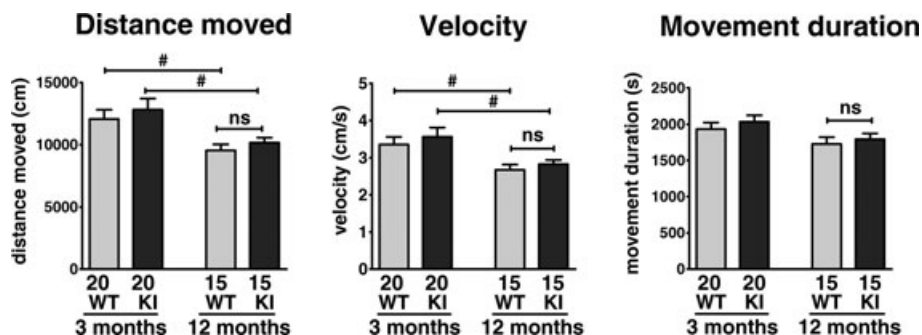 Distance moved
distance moved (cm)
15000
10000
5000
0
#
#
ns
20 20 15 15
WT KI WT KI
3 months 12 months
Velocity
velocity (cm/s)
5
4
3
2
1
0
#
#
ns
20 20 15 15
WT KI WT KI
3 months 12 months
Movement duration
movement duration (s)
2500
2000
1500
1000
500
0
ns
20 20 15 15
WT KI WT KI
3 months 12 months